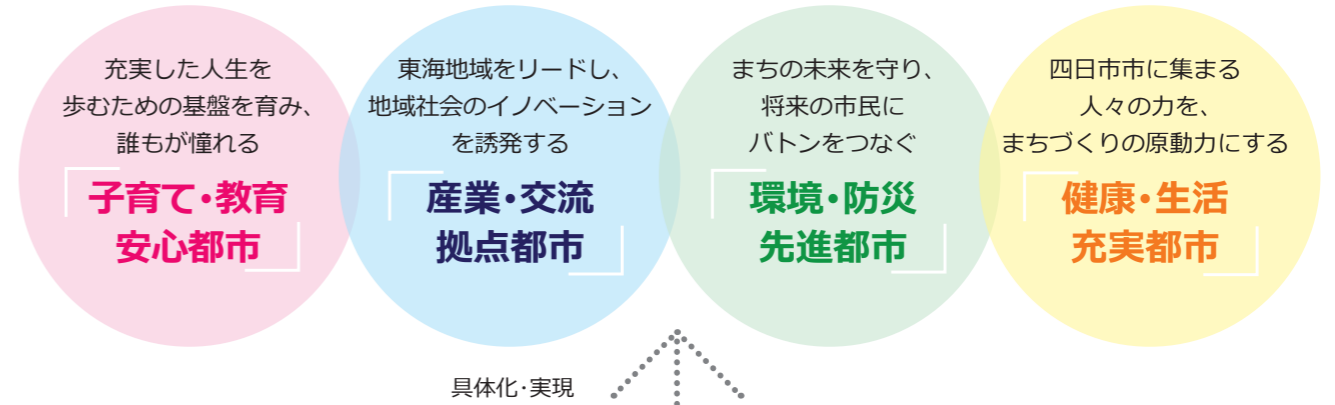 充実した人生を
歩むための基盤を育み、
誰もが憧れる
子育て・教育
安心都市
東海地域をリードし、
地域社会のイノベーション
を誘発する
産業・交流
拠点都市
まちの未来を守り、
将来の市民に
バトンをつなぐ
環境・防災
先進都市
四日市市に集まる
人々の力を、
まちづくりの原動力にする
健康・生活
充実都市
具体化・実現